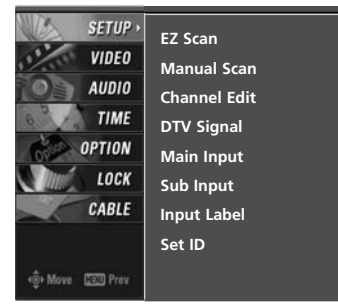 SETUP
VIDEO
AUDIO
TIME
OPTION
LOCK
CABLE
Move MENU Prev
EZ Scan
Manual Scan
Channel Edit
DTV Signal
Main Input
Sub Input
Input Label
Set ID